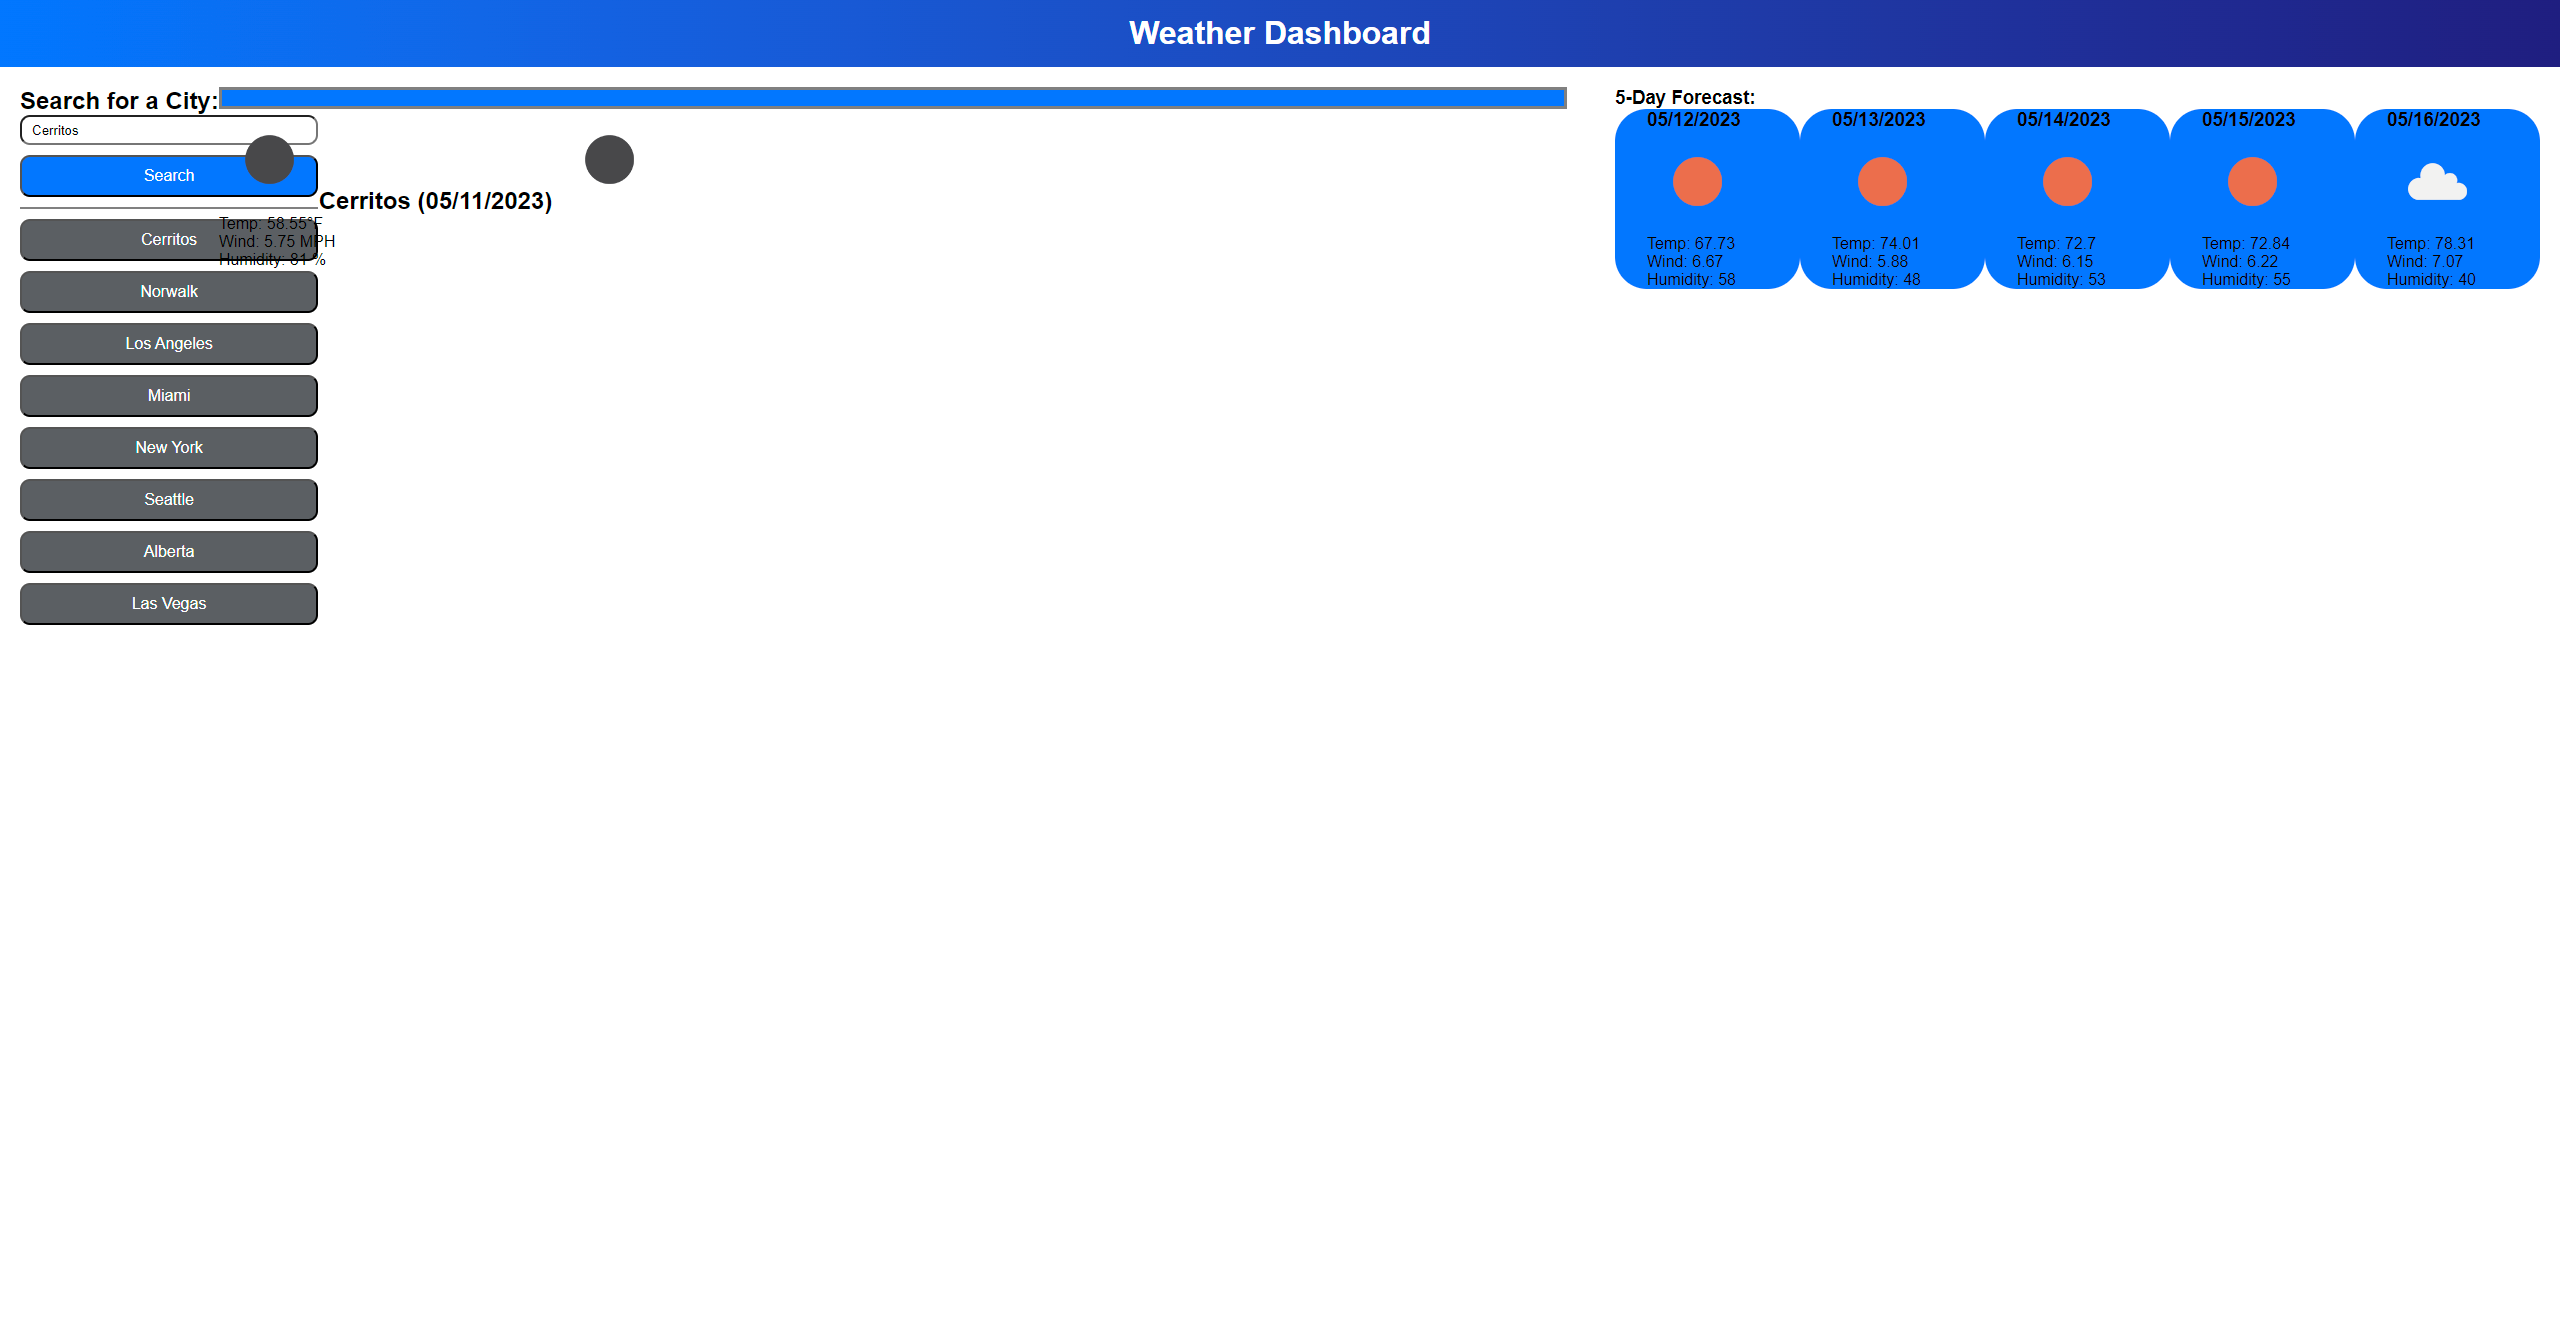 Weather Dashboard
Search for a City:
Cerritos
Search
Cerritos (05/11/2023)
Temp: 58.55°F
Wind: 5.75 MPH
Humidity: 81 %
Cerritos
Norwalk
Los Angeles
Miami
New York
Seattle
Alberta
Las Vegas
5-Day Forecast:
05/12/2023
Temp: 67.73
Wind: 6.67
Humidity: 58
05/13/2023
Temp: 74.01
Wind: 5.88
Humidity: 48
05/14/2023
Temp: 72.7
Wind: 6.15
Humidity: 53
05/15/2023
Temp: 72.84
Wind: 6.22
Humidity: 55
05/16/2023
Temp: 78.31
Wind: 7.07
Humidity: 40